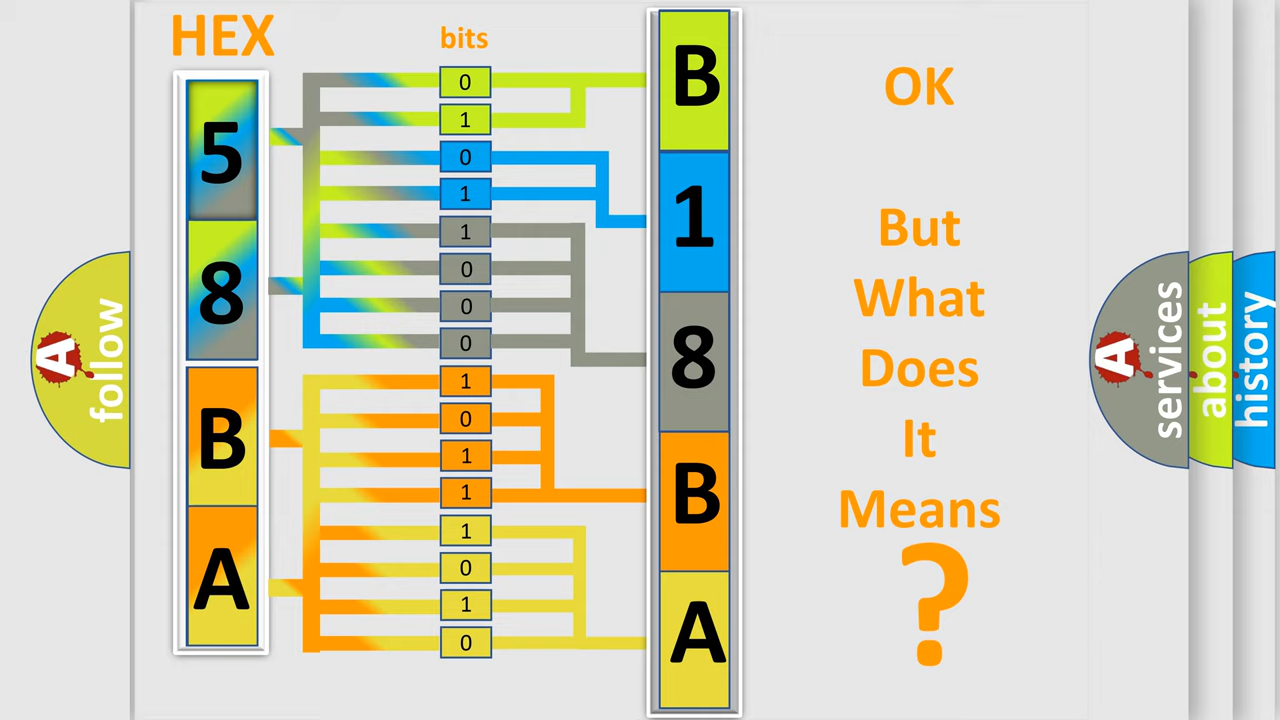 HEX
bits
5
8
B
A
0
1
0
1
1
0
0
0
1
0
1
1
1
0
1
0
B
1
8
B
A
OK
But
What
Does
It
Means
?
A
follow
A
services
about
history